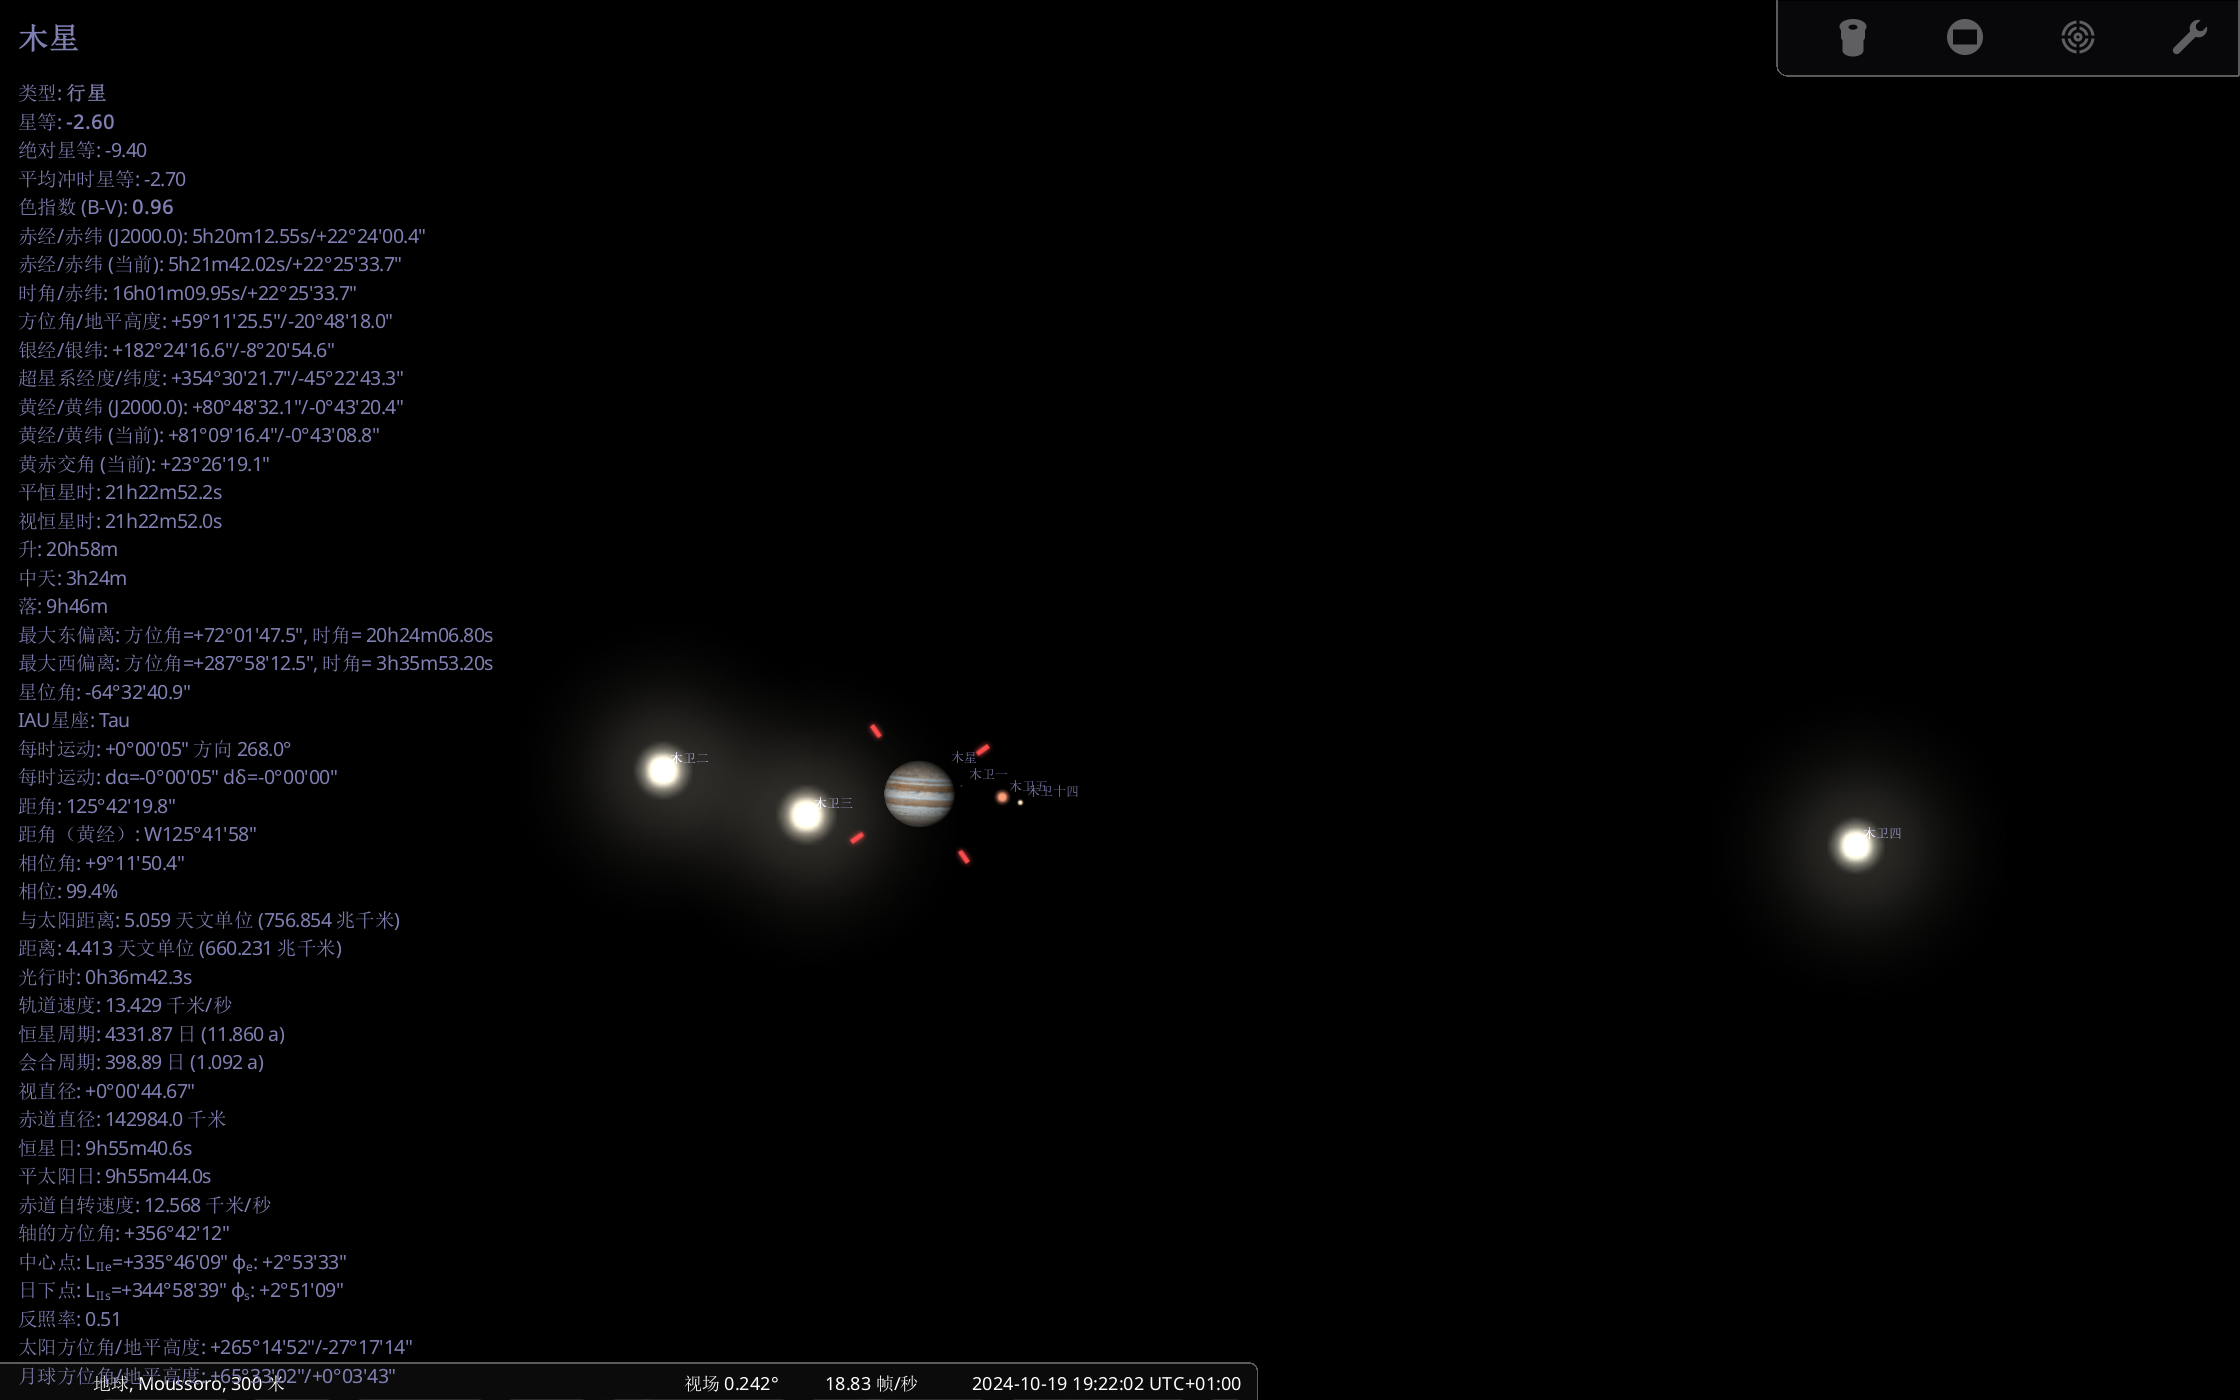 木星
类型: 行星
星等: -2.60
绝对星等: -9.40
平均冲时星等: -2.70
色指数 (B-V): 0.96
赤经/赤纬 (J2000.0): 5h20m12.55s/+22°24'00.4"
赤经/赤纬 (当前): 5h21m42.02s/+22°25'33.7"
时角/赤纬: 16h01m09.95s/+22°25'33.7"
方位角/地平高度: +59°11'25.5"/-20°48'18.0"
银经/银纬: +182°24'16.6"/-8°20'54.6"
超星系经度/纬度: +354°30'21.7"/-45°22'43.3"
黄经/黄纬 (J2000.0): +80°48'32.1"/-0°43'20.4"
黄经/黄纬 (当前): +81°09'16.4"/-0°43'08.8"
黄赤交角 (当前): +23°26'19.1"
平恒星时: 21h22m52.2s
视恒星时: 21h22m52.0s
升: 20h58m
中天: 3h24m
落: 9h46m
最大东偏离: 方位角=+72°01'47.5", 时角= 20h24m06.80s
最大西偏离: 方位角=+287°58'12.5", 时角= 3h35m53.20s
星位角: -64°32'40.9"
IAU星座: Tau
每时运动: +0°00'05" 方向 268.0°
每时运动: dα=-0°00'05" dδ=-0°00'00"
距角: 125°42'19.8"
距角（黄经）: W125°41'58"
相位角: +9°11'50.4"
相位: 99.4%
与太阳距离: 5.059 天文单位 (756.854 兆千米)
距离: 4.413 天文单位 (660.231 兆千米)
光行时: 0h36m42.3s
轨道速度: 13.429 千米/秒
恒星周期: 4331.87 日 (11.860 a)
会合周期: 398.89 日 (1.092 a)
视直径: +0°00'44.67"
赤道直径: 142984.0 千米
恒星日: 9h55m40.6s
平太阳日: 9h55m44.0s
赤道自转速度: 12.568 千米/秒
轴的方位角: +356°42'12"
中心点: L_IIe=+335°46'09" φ_e: +2°53'33"
日下点: L_IIs=+344°58'39" φ_s: +2°51'09"
反照率: 0.51
太阳方位角/地平高度: +265°14'52"/-27°17'14"
月球方位角/地平高度: +65°33'02"/+0°03'43"
木卫二
木卫三
木星
木卫一
木卫五
木卫十四
木卫四
地球, Moussoro, 300 米
视场 0.242°
18.83 帧/秒
2024-10-19 19:22:02 UTC+01:00